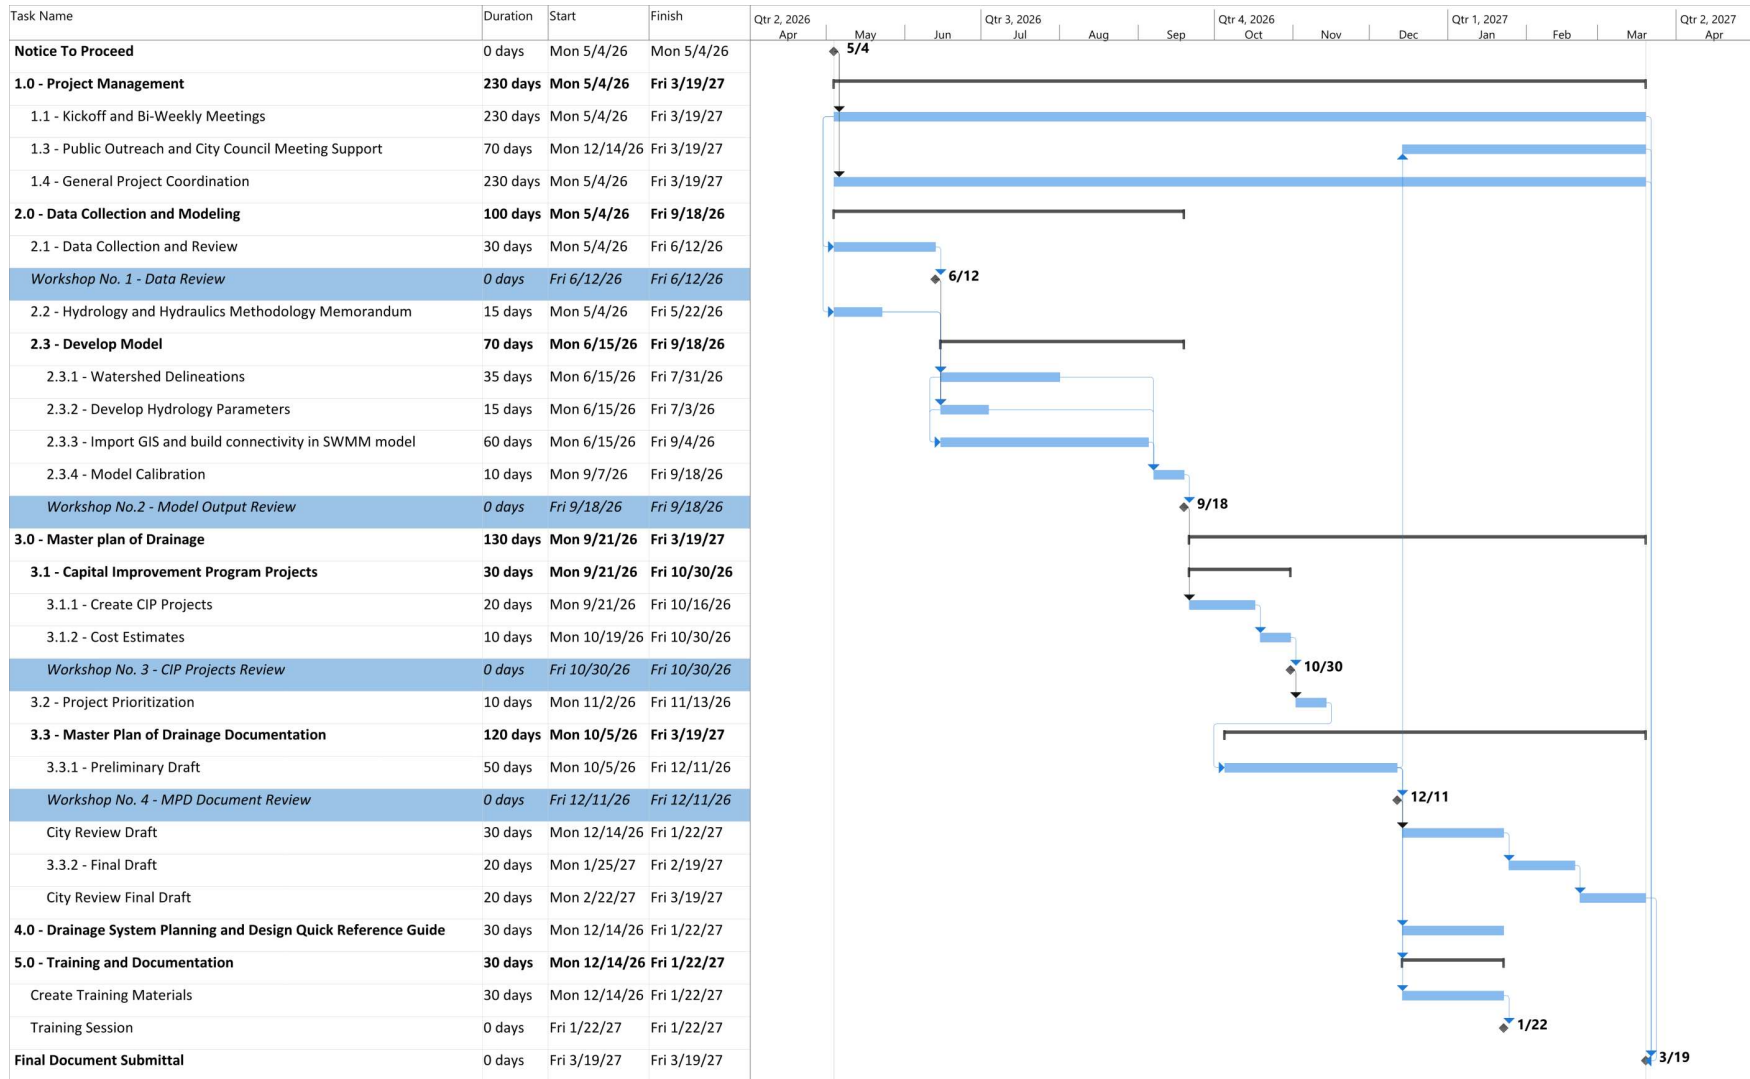 Task Name Duration Start Finish Qtr 2, 2026 Qtr 3, 2026 Qtr 4, 2026 Qtr 1, 2027 Qtr 2, 2027
Apr May Jun Jul Aug Sep Oct Nov Dec Jan Feb Mar Apr
Notice To Proceed 0 days Mon 5/4/26 Mon 5/4/26 5/4
1.0 - Project Management 230 days Mon 5/4/26 Fri 3/19/27
1.1 - Kickoff and Bi-Weekly Meetings 230 days Mon 5/4/26 Fri 3/19/27
1.3 - Public Outreach and City Council Meeting Support 70 days Mon 12/14/26 Fri 3/19/27
1.4 - General Project Coordination 230 days Mon 5/4/26 Fri 3/19/27
2.0 - Data Collection and Modeling 100 days Mon 5/4/26 Fri 9/18/26
2.1 - Data Collection and Review 30 days Mon 5/4/26 Fri 6/12/26
Workshop No. 1 - Data Review 0 days Fri 6/12/26 Fri 6/12/26 6/12
2.2 - Hydrology and Hydraulics Methodology Memorandum 15 days Mon 5/4/26 Fri 5/22/26
2.3 - Develop Model 70 days Mon 6/15/26 Fri 9/18/26
2.3.1 - Watershed Delineations 35 days Mon 6/15/26 Fri 7/31/26
2.3.2 - Develop Hydrology Parameters 15 days Mon 6/15/26 Fri 7/3/26
2.3.3 - Import GIS and build connectivity in SWMM model 60 days Mon 6/15/26 Fri 9/4/26
2.3.4 - Model Calibration 10 days Mon 9/7/26 Fri 9/18/26
Workshop No.2 - Model Output Review 0 days Fri 9/18/26 Fri 9/18/26 9/18
3.0 - Master plan of Drainage 130 days Mon 9/21/26 Fri 3/19/27
3.1 - Capital Improvement Program Projects 30 days Mon 9/21/26 Fri 10/30/26
3.1.1 - Create CIP Projects 20 days Mon 9/21/26 Fri 10/16/26
3.1.2 - Cost Estimates 10 days Mon 10/19/26 Fri 10/30/26
Workshop No. 3 - CIP Projects Review 0 days Fri 10/30/26 Fri 10/30/26 10/30
3.2 - Project Prioritization 10 days Mon 11/2/26 Fri 11/13/26
3.3 - Master Plan of Drainage Documentation 120 days Mon 10/5/26 Fri 3/19/27
3.3.1 - Preliminary Draft 50 days Mon 10/5/26 Fri 12/11/26
Workshop No. 4 - MPD Document Review 0 days Fri 12/11/26 Fri 12/11/26 12/11
City Review Draft 30 days Mon 12/14/26 Fri 1/22/27
3.3.2 - Final Draft 20 days Mon 1/25/27 Fri 2/19/27
City Review Final Draft 20 days Mon 2/22/27 Fri 3/19/27
4.0 - Drainage System Planning and Design Quick Reference Guide 30 days Mon 12/14/26 Fri 1/22/27
5.0 - Training and Documentation 30 days Mon 12/14/26 Fri 1/22/27
Create Training Materials 30 days Mon 12/14/26 Fri 1/22/27
Training Session 0 days Fri 1/22/27 Fri 1/22/27 1/22
Final Document Submittal 0 days Fri 3/19/27 Fri 3/19/27 3/19